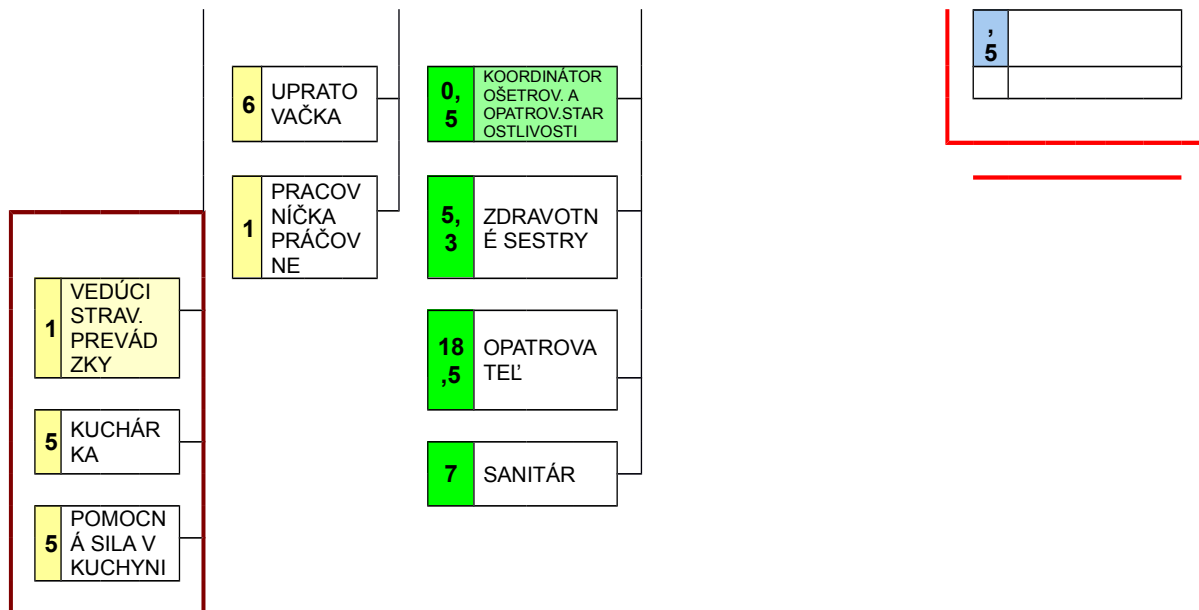 ,
5
6
UPRATO
VAČKA
0,
5
KOORDINÁTOR
OŠETROV. A
OPATROV.STAR
OSTLIVOSTI
1
PRACOV
NÍČKA
PRÁČOV
NE
5,
3
ZDRAVOTN
É SESTRY
1
VEDÚCI
STRAV.
PREVÁD
ZKY
18
,5
OPATROVA
TEĽ
5
KUCHÁR
KA
7
SANITÁR
5
POMOCN
Á SILA V
KUCHYNI